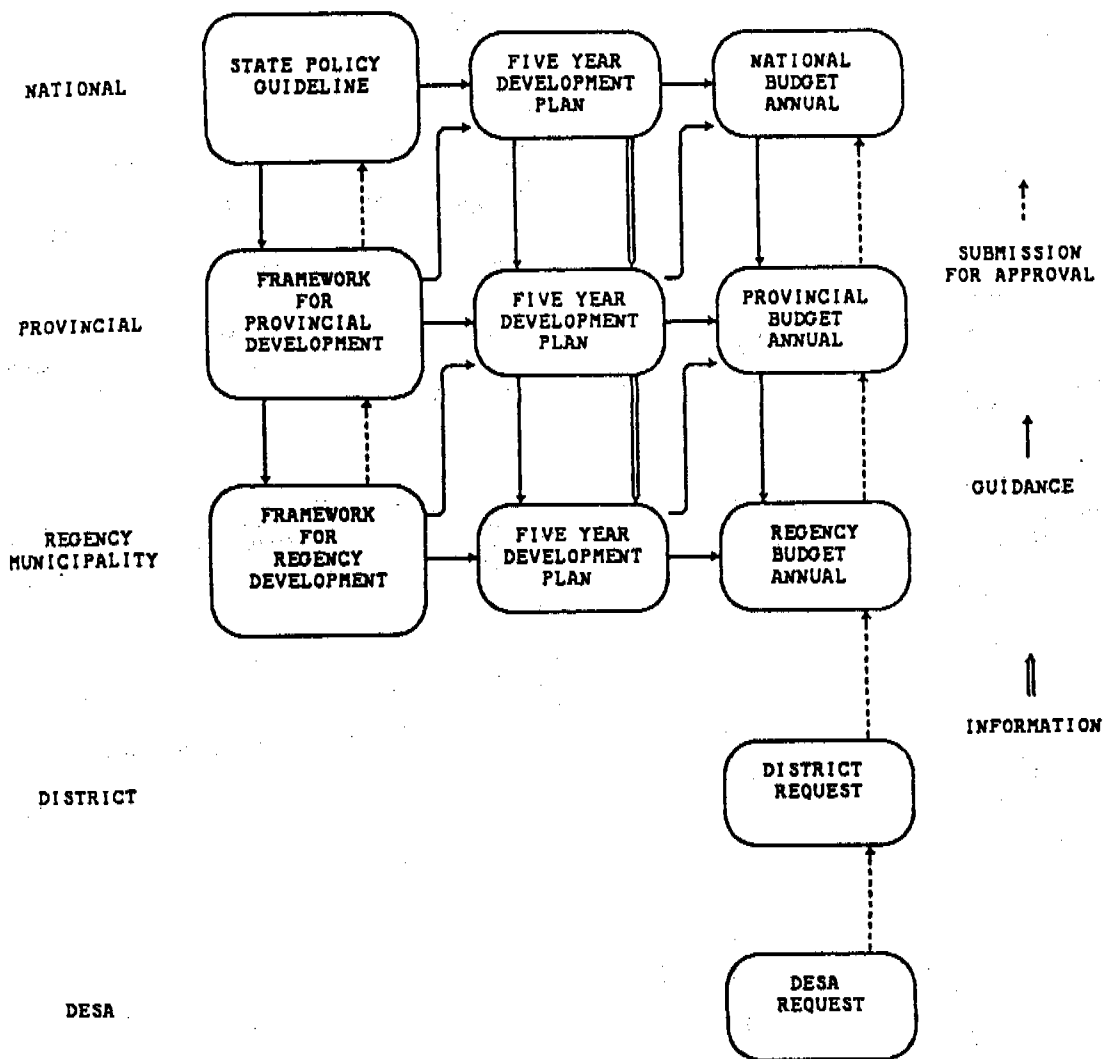 NATIONAL
STATE POLICY
GUIDELINE
FIVE YEAR
DEVELOPMENT
PLAN
NATIONAL
BUDGET
ANNUAL
SUBMISSION
FOR APPROVAL
PROVINCIAL
FRAMEWORK
FOR
PROVINCIAL
DEVELOPMENT
FIVE YEAR
DEVELOPMENT
PLAN
PROVINCIAL
BUDGET
ANNUAL
GUIDANCE
REGENCY
MUNICIPALITY
FRAMEWORK
FOR
REGENCY
DEVELOPMENT
FIVE YEAR
DEVELOPMENT
PLAN
REGENCY
BUDGET
ANNUAL
INFORMATION
DISTRICT
DISTRICT
REQUEST
DESA
DESA
REQUEST